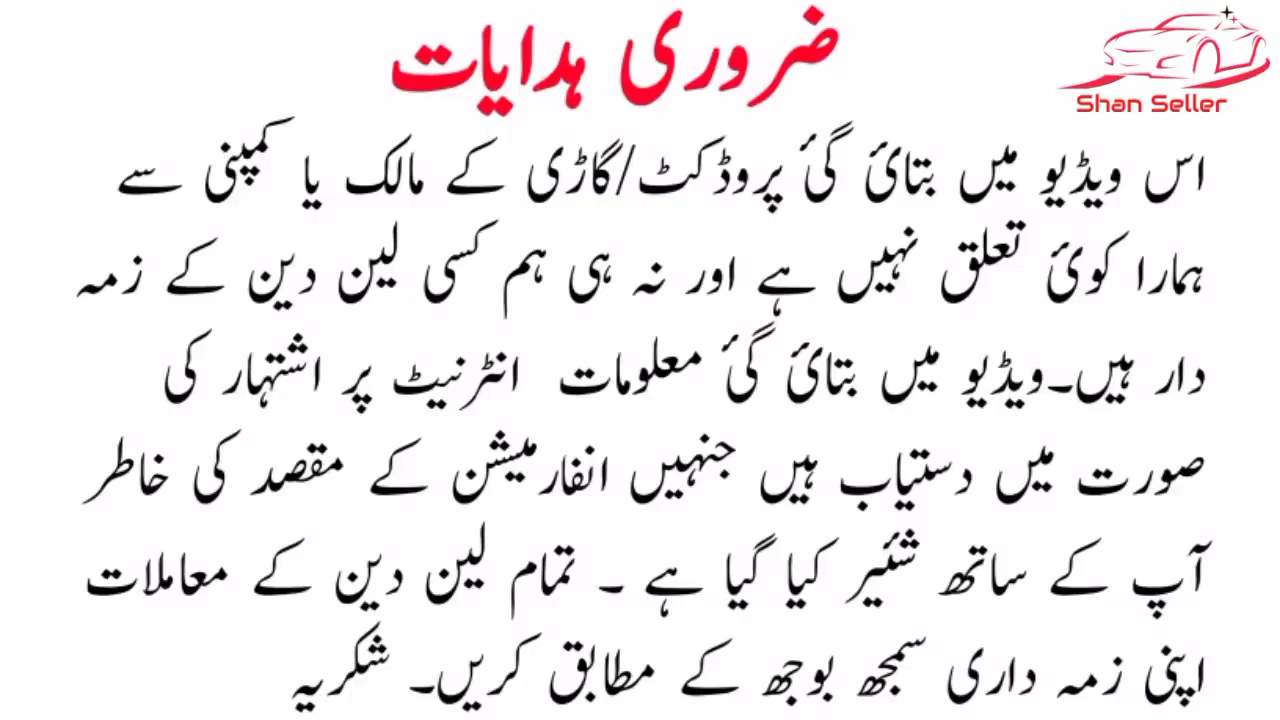 ضروری ہدایات
Shan Seller
اس ویڈیو میں بتائ گئ پروڈکٹ/گاڑی کے مالک یا کمپنی سے
ہمارا کوئ تعلق نہیں ہے اور نہ ہی ہم کسی لین دین کے زمہ
دار ہیں۔ویڈیو میں بتائ گئ معلومات انٹرنیٹ پر اشتہار کی
صورت میں دستیاب ہیں جنہیں انفارمیشن کے مقصد کی خاطر
آپ کے ساتھ شئیر کیا گیا ہے ۔ تمام لین دین کے معاملات
اپنی زمہ داری سمجھ بوجھ کے مطابق کریں۔ شکریہ